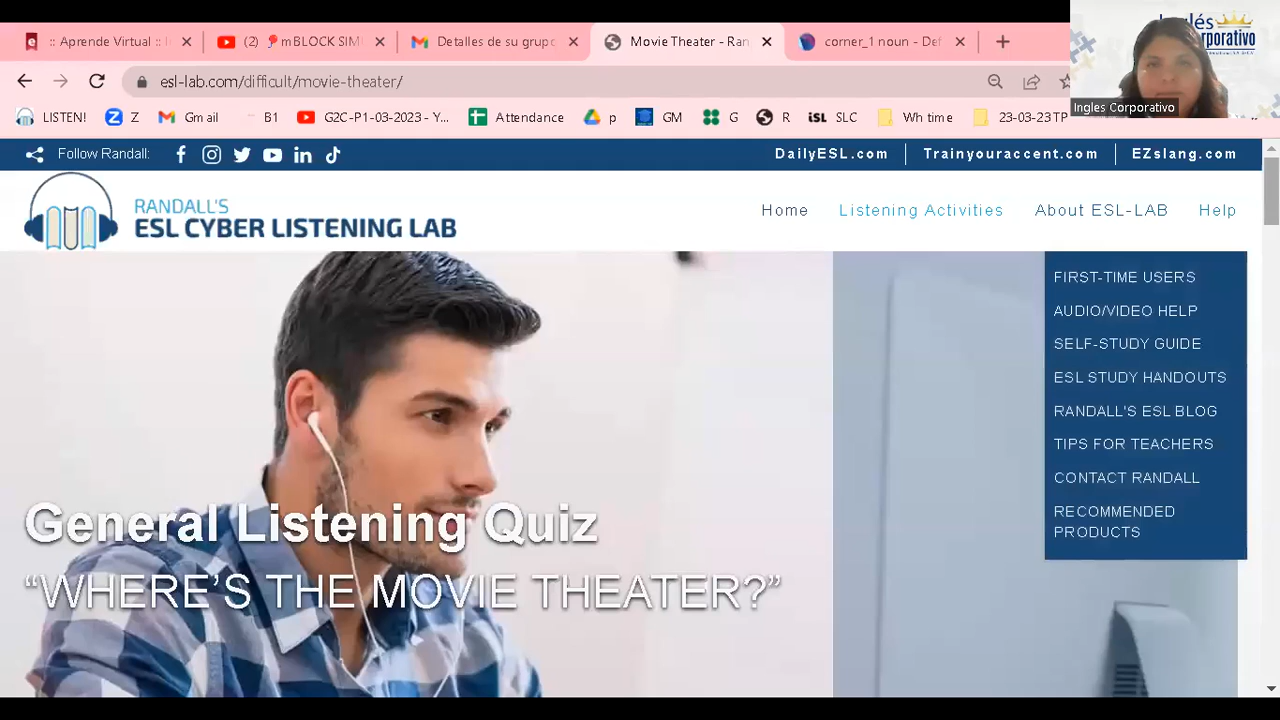 :: Aprende Virtual ::
(2)
mBLOCK SIM
Detalles de su grupo
Movie Theater - Ran
corner_1 noun - Def
Inglés
Corporativo
esl-lab.com/difficult/movie-theater/
Ingles Corporativo
LISTEN!
Z
Gmail
B1
G2C-P1-03-2023 - Y...
Attendance
p
GM
G
R
iSL
SLC
Wh time
23-03-23TP
Follow Randall:
DailyESL.com
Trainyouraccent.com
EZslang.com
RANDALL'S
ESL CYBER LISTENING LAB
Home
Listening Activities
About ESL-LAB
Help
FIRST-TIME USERS
AUDIO/VIDEO HELP
SELF-STUDY GUIDE
ESL STUDY HANDOUTS
RANDALL'S ESL BLOG
TIPS FOR TEACHERS
CONTACT RANDALL
RECOMMENDED
PRODUCTS
General Listening Quiz
“WHERE’S THE MOVIE THEATER?”